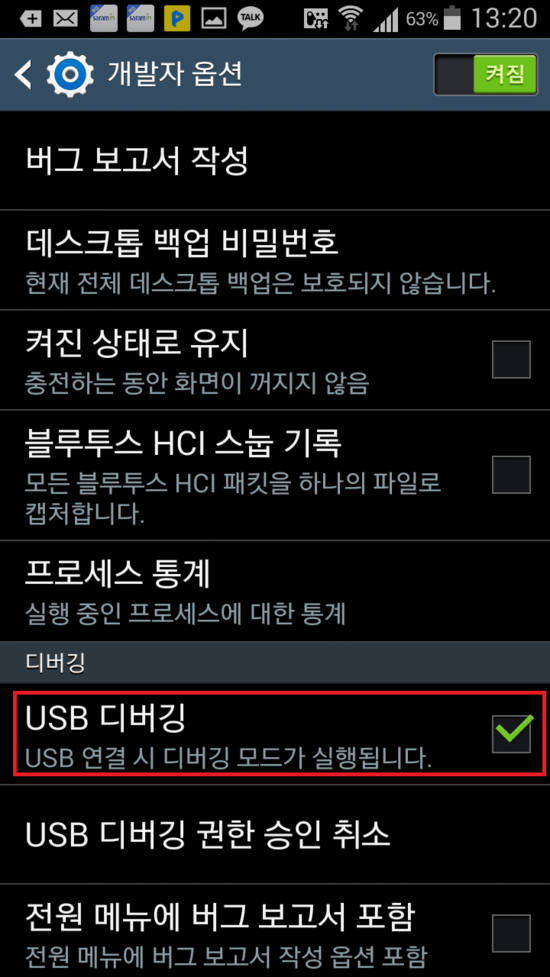 saramin saramin P TALK 63% 13:20
개발자 옵션 켜짐
버그 보고서 작성
데스크톱 백업 비밀번호
현재 전체 데스크톱 백업은 보호되지 않습니다.
켜진 상태로 유지
충전하는 동안 화면이 꺼지지 않음
블루투스 HCI 스눕 기록
모든 블루투스 HCI 패킷을 하나의 파일로
캡처합니다.
프로세스 통계
실행 중인 프로세스에 대한 통계
디버깅
USB 디버깅
USB 연결 시 디버깅 모드가 실행됩니다.
USB 디버깅 권한 승인 취소
전원 메뉴에 버그 보고서 포함
전원 메뉴에 버그 보고서 작성 옵션 포함